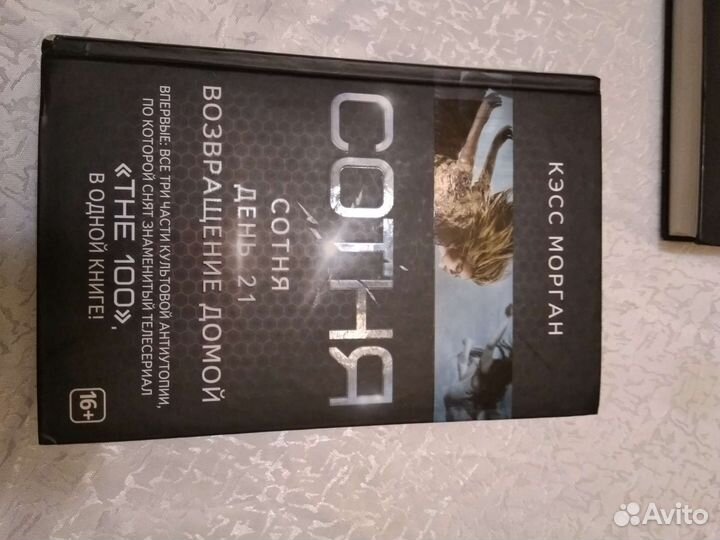 КЭСС МОРГАН
СОТНЯ
СОТНЯ
ДЕНЬ 21
ВОЗВРАЩЕНИЕ ДОМОЙ
ВПЕРВЫЕ: ВСЕ ТРИ ЧАСТИ КУЛЬТОВОЙ АНТИУТОПИИ,
ПО КОТОРОЙ СНЯТ ЗНАМЕНИТЫЙ ТЕЛЕСЕРИАЛ
«THE 100»,
В ОДНОЙ КНИГЕ!
16+
Avito